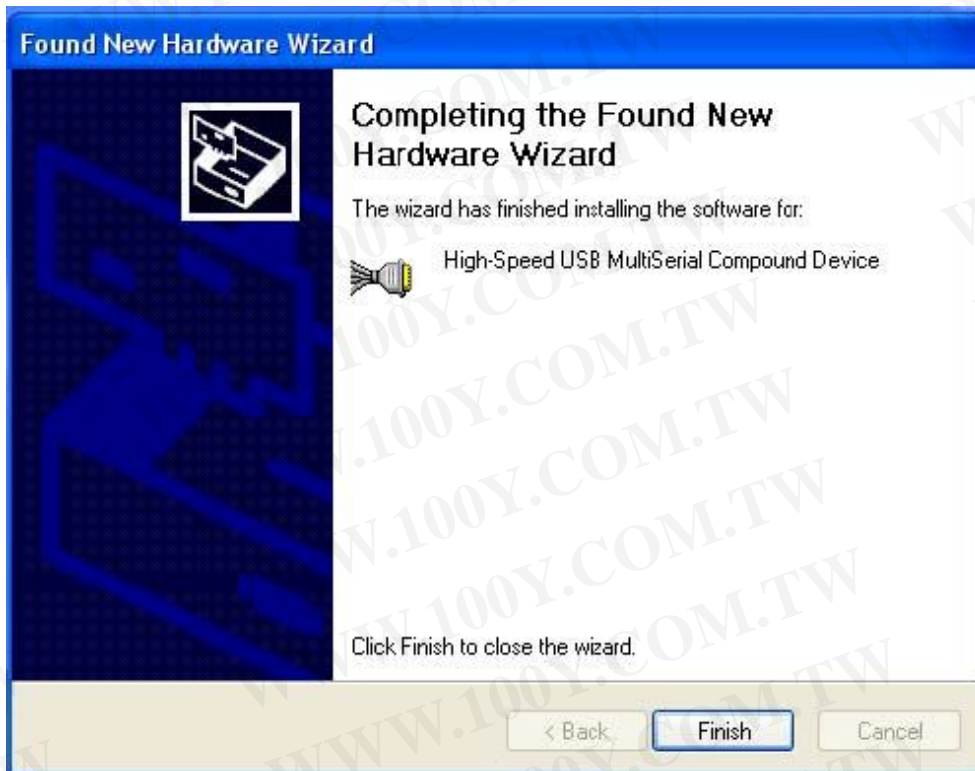 Found New Hardware Wizard
Completing the Found New
Hardware Wizard
The wizard has finished installing the software for:
High-Speed USB MultiSerial Compound Device
Click Finish to close the wizard.
< Back
Finish
Cancel
WWW.100Y.COM.TW